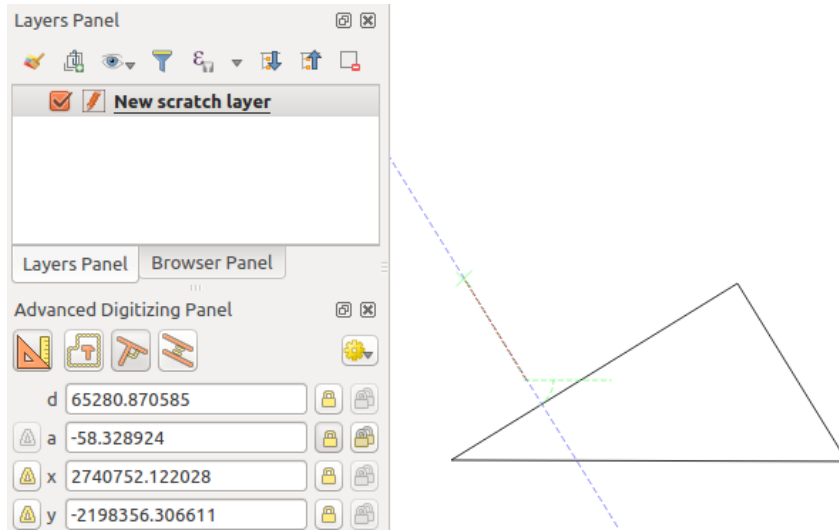 Layers Panel
New scratch layer
Layers Panel
Browser Panel
Advanced Digitizing Panel
d 65280.870585
a -58.328924
x 2740752.122028
y -2198356.306611